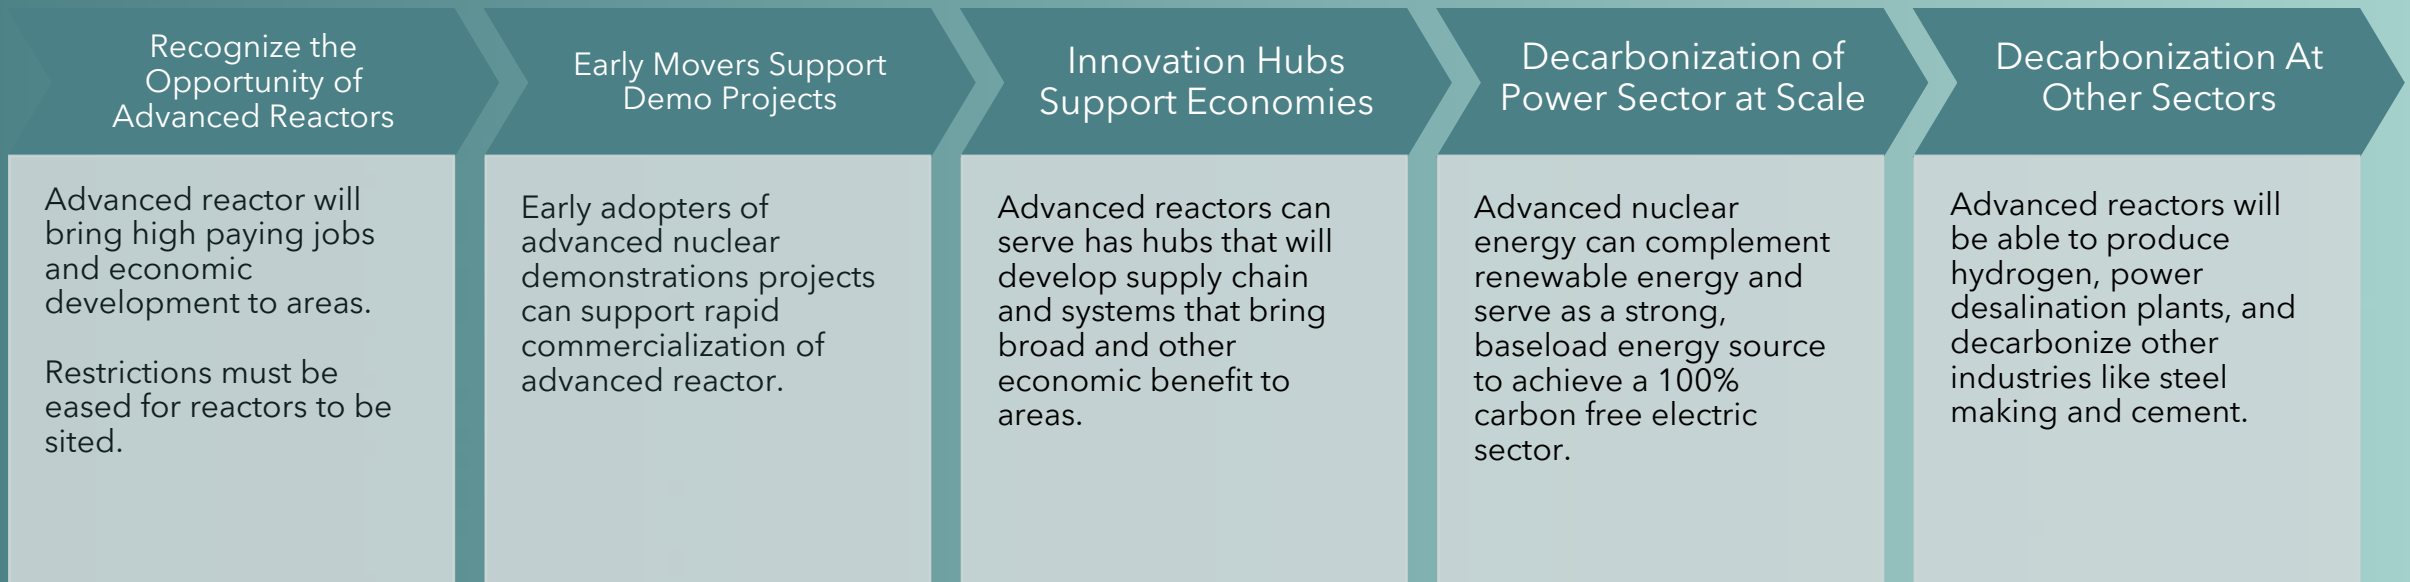 Recognize the
Opportunity of
Advanced Reactors
Advanced reactor will
bring high paying jobs
and economic
development to areas.
Restrictions must be
eased for reactors to be
sited.
Early Movers Support
Demo Projects
Early adopters of
advanced nuclear
demonstrations projects
can support rapid
commercialization of
advanced reactor.
Innovation Hubs
Support Economies
Advanced reactors can
serve has hubs that will
develop supply chain
and systems that bring
broad and other
economic benefit to
areas.
Decarbonization of
Power Sector at Scale
Advanced nuclear
energy can complement
renewable energy and
serve as a strong,
baseload energy source
to achieve a 100%
carbon free electric
sector.
Decarbonization At
Other Sectors
Advanced reactors will
be able to produce
hydrogen, power
desalination plants, and
decarbonize other
industries like steel
making and cement.